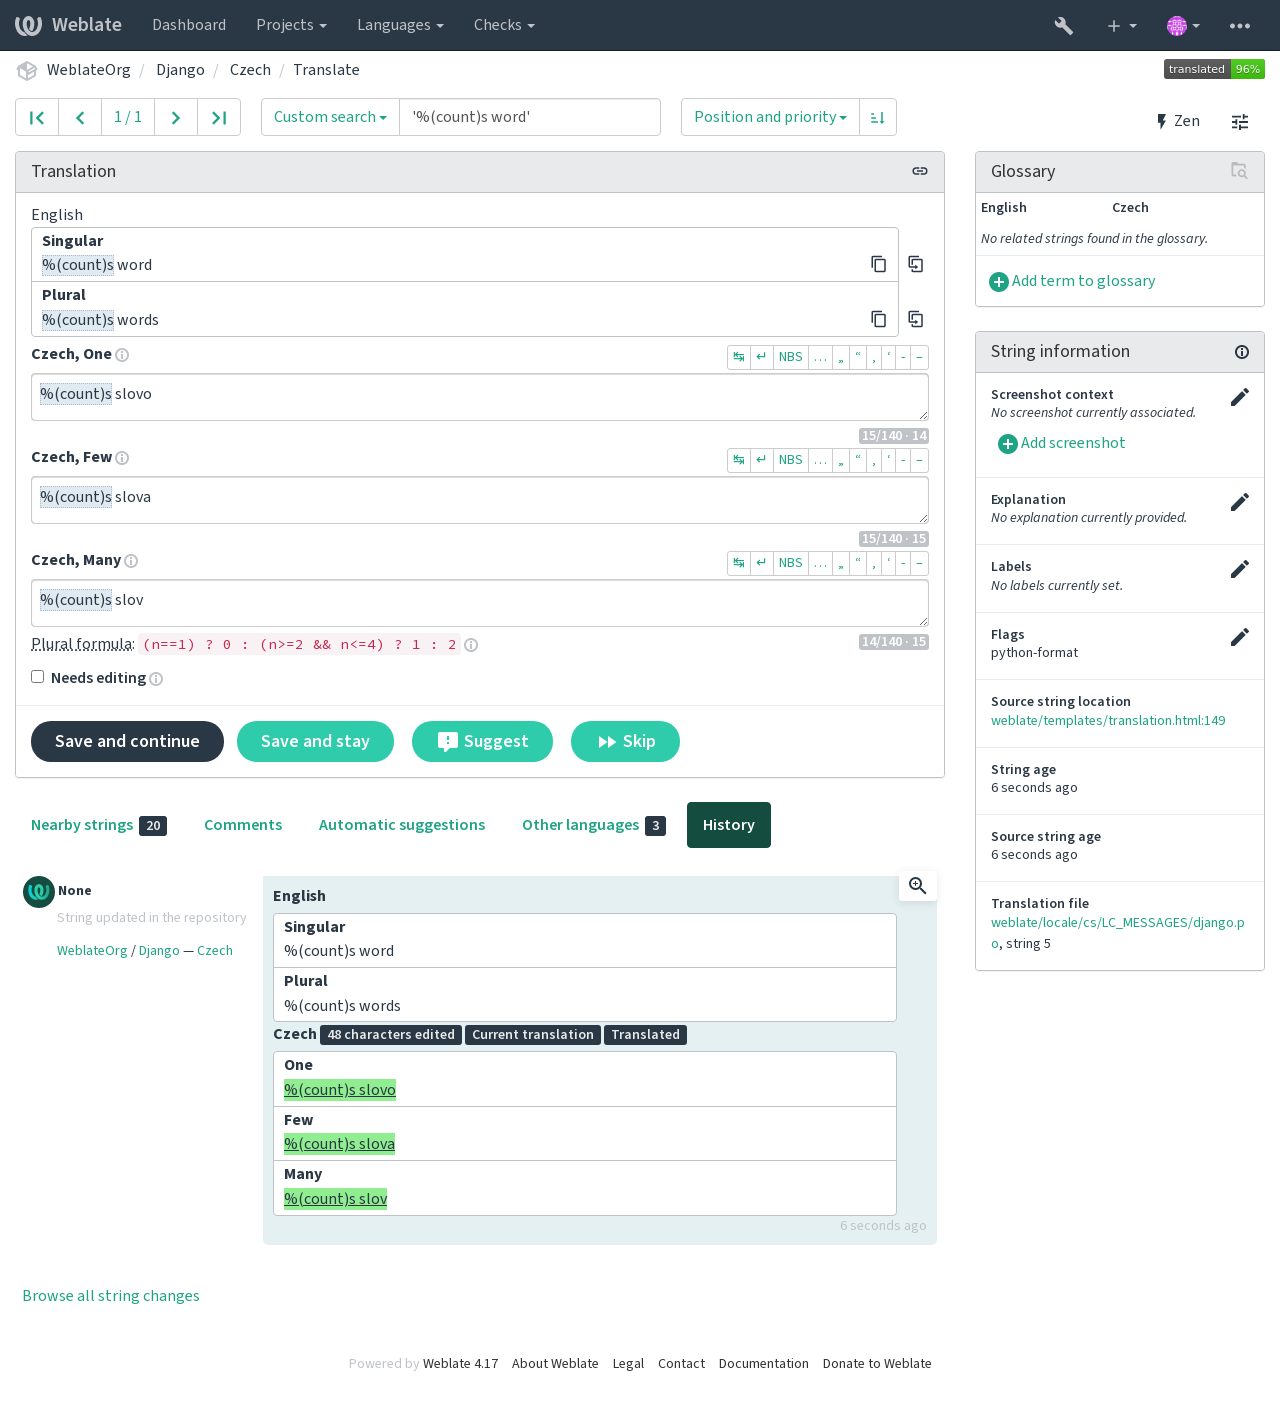 Weblate Dashboard Projects Languages Checks
WeblateOrg / Django / Czech / Translate translated 96%
1 / 1 Custom search '%(count)s word' Position and priority Zen
Translation
English
Singular
%(count)s word
Plural
%(count)s words
Czech, One ↹ ↵ NBS … „ “ ‚ ‘ - –
%(count)s slovo
15/140 · 14
Czech, Few ↹ ↵ NBS … „ “ ‚ ‘ - –
%(count)s slova
15/140 · 15
Czech, Many ↹ ↵ NBS … „ “ ‚ ‘ - –
%(count)s slov
Plural formula: (n==1) ? 0 : (n>=2 && n<=4) ? 1 : 2 14/140 · 15
Needs editing
Save and continue Save and stay Suggest Skip
Glossary
English Czech
No related strings found in the glossary.
Add term to glossary
String information
Screenshot context
No screenshot currently associated.
Add screenshot
Explanation
No explanation currently provided.
Labels
No labels currently set.
Flags
python-format
Source string location
weblate/templates/translation.html:149
String age
6 seconds ago
Source string age
6 seconds ago
Translation file
weblate/locale/cs/LC_MESSAGES/django.p
o, string 5
Nearby strings 20 Comments Automatic suggestions Other languages 3 History
None
String updated in the repository
WeblateOrg / Django — Czech
English
Singular
%(count)s word
Plural
%(count)s words
Czech 48 characters edited Current translation Translated
One
%(count)s slovo
Few
%(count)s slova
Many
%(count)s slov
6 seconds ago
Browse all string changes
Powered by Weblate 4.17 About Weblate Legal Contact Documentation Donate to Weblate